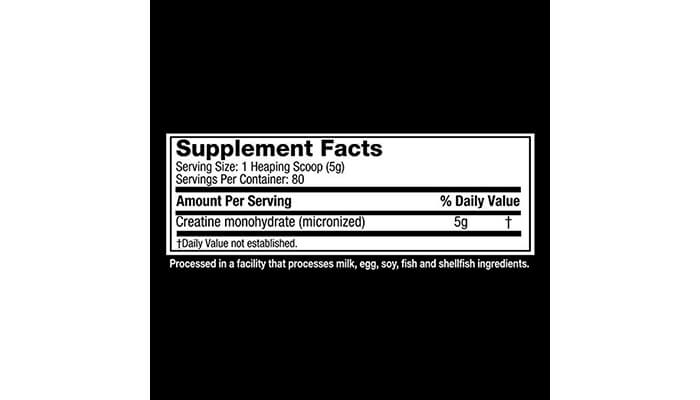 Supplement Facts
Serving Size: 1 Heaping Scoop (5g)
Servings Per Container: 80
Amount Per Serving % Daily Value
Creatine monohydrate (micronized) 5g †
†Daily Value not established.
Processed in a facility that processes milk, egg, soy, fish and shellfish ingredients.